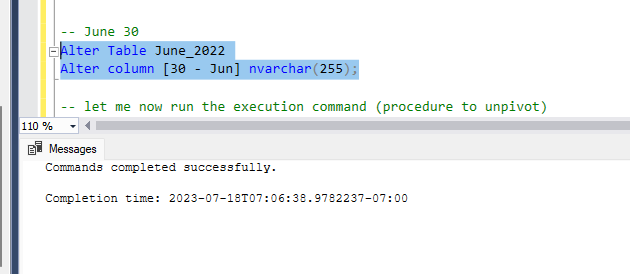 -- June 30
Alter Table June_2022
Alter column [30 - Jun] nvarchar(255);
-- let me now run the execution command (procedure to unpivot)
110 %
Messages
Commands completed successfully.
Completion time: 2023-07-18T07:06:38.9782237-07:00